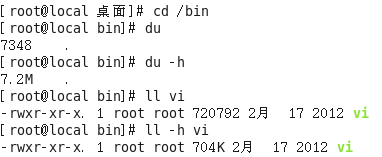 [root@local 桌面]# cd /bin
[root@local bin]# du
7348    .
[root@local bin]# du -h
7.2M    .
[root@local bin]# ll vi
-rwxr-xr-x. 1 root root 720792 2月  17 2012 vi
[root@local bin]# ll -h vi
-rwxr-xr-x. 1 root root 704K 2月  17 2012 vi